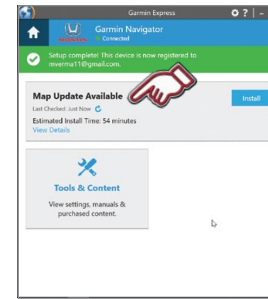 Garmin Express
HONDA
Garmin Navigator
Connected
Setup complete! This device is now registered to
mverma11@gmail.com.
Map Update Available
Install
Last Checked: Just Now
Estimated Install Time: 54 minutes
View Details
Tools & Content
View settings, manuals &
purchased content.